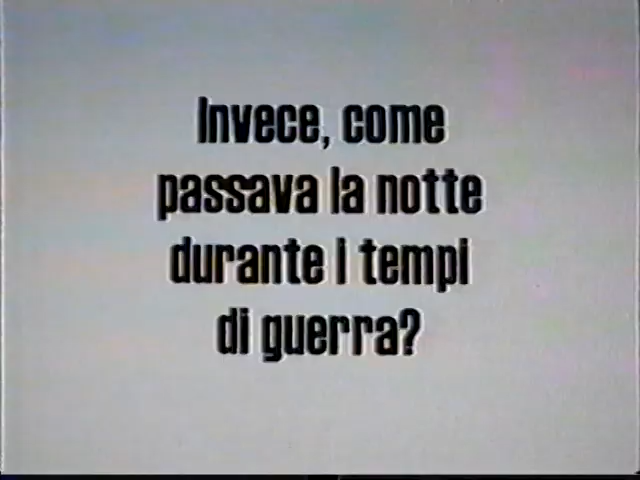 Invece, come
passava la notte
durante i tempi
di guerra?